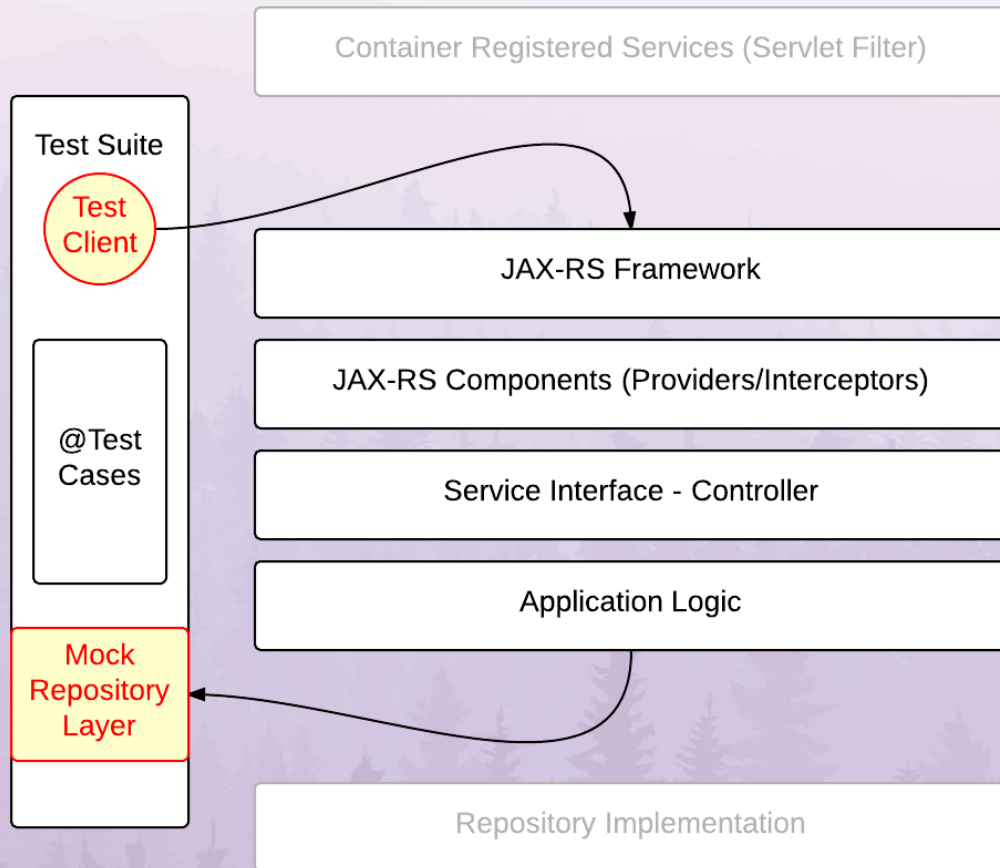 Container Registered Services (Servlet Filter)
Test Suite
Test
Client
JAX-RS Framework
JAX-RS Components (Providers/Interceptors)
@Test
Cases
Service Interface - Controller
Application Logic
Mock
Repository
Layer
Repository Implementation